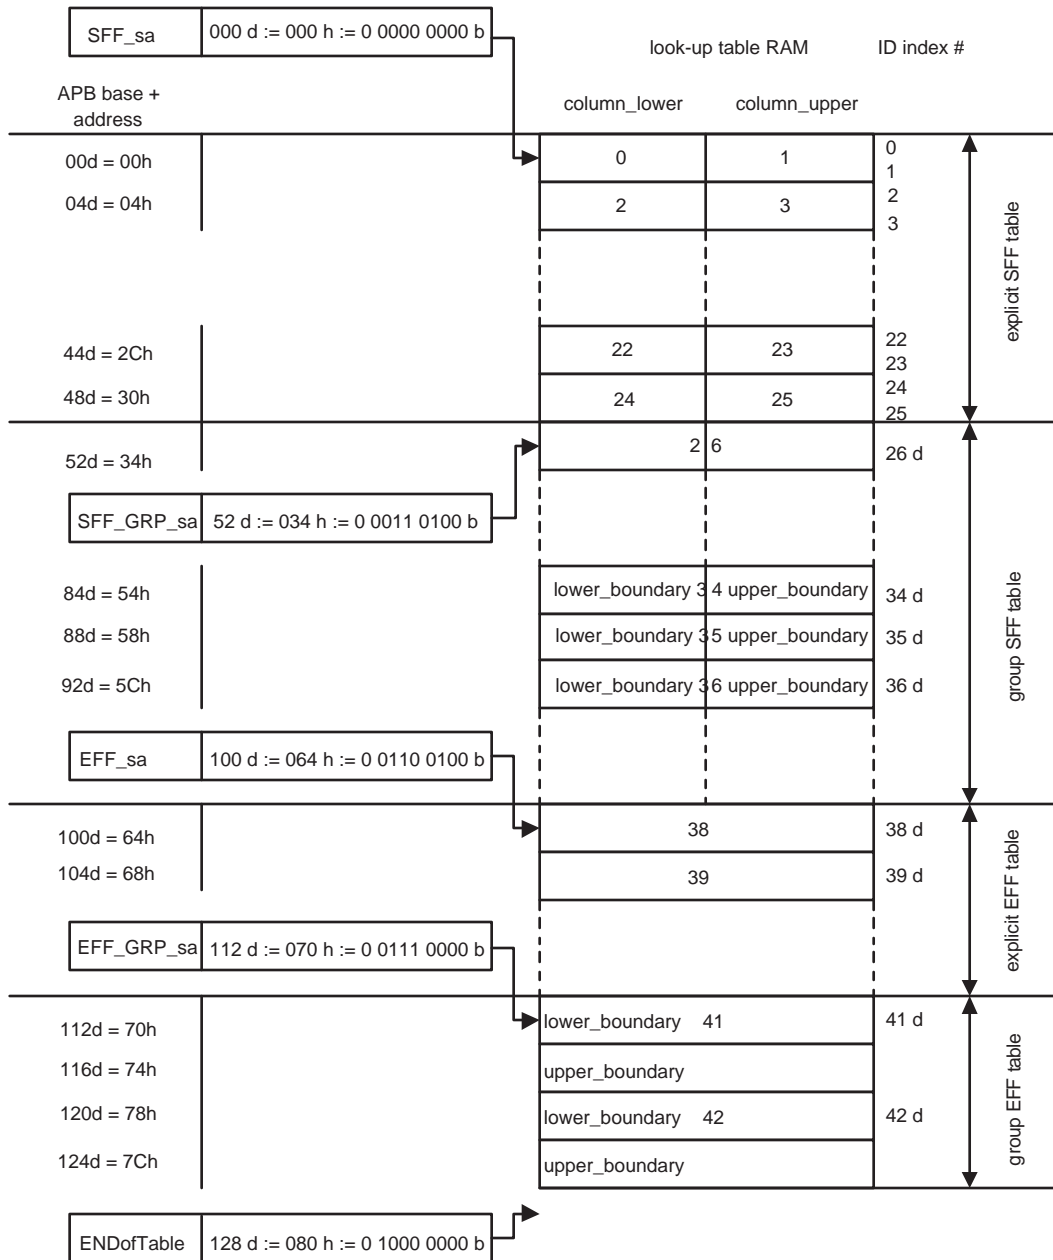 SFF_sa 000 d := 000 h := 0 0000 0000 b
look-up table RAM ID index #
APB base +
address
column_lower column_upper
00d = 00h 0 1 0
1
04d = 04h 2 3 2
3
explicit SFF table
44d = 2Ch 22 23 22
23
48d = 30h 24 25 24
25
52d = 34h 2 6 26 d
SFF_GRP_sa 52 d := 034 h := 0 0011 0100 b
group SFF table
84d = 54h lower_boundary 3 4 upper_boundary 34 d
88d = 58h lower_boundary 3 5 upper_boundary 35 d
92d = 5Ch lower_boundary 3 6 upper_boundary 36 d
EFF_sa 100 d := 064 h := 0 0110 0100 b
100d = 64h 38 38 d
104d = 68h 39 39 d
explicit EFF table
EFF_GRP_sa 112 d := 070 h := 0 0111 0000 b
112d = 70h lower_boundary 41 41 d
116d = 74h upper_boundary
120d = 78h lower_boundary 42 42 d
124d = 7Ch upper_boundary
group EFF table
ENDofTable 128 d := 080 h := 0 1000 0000 b